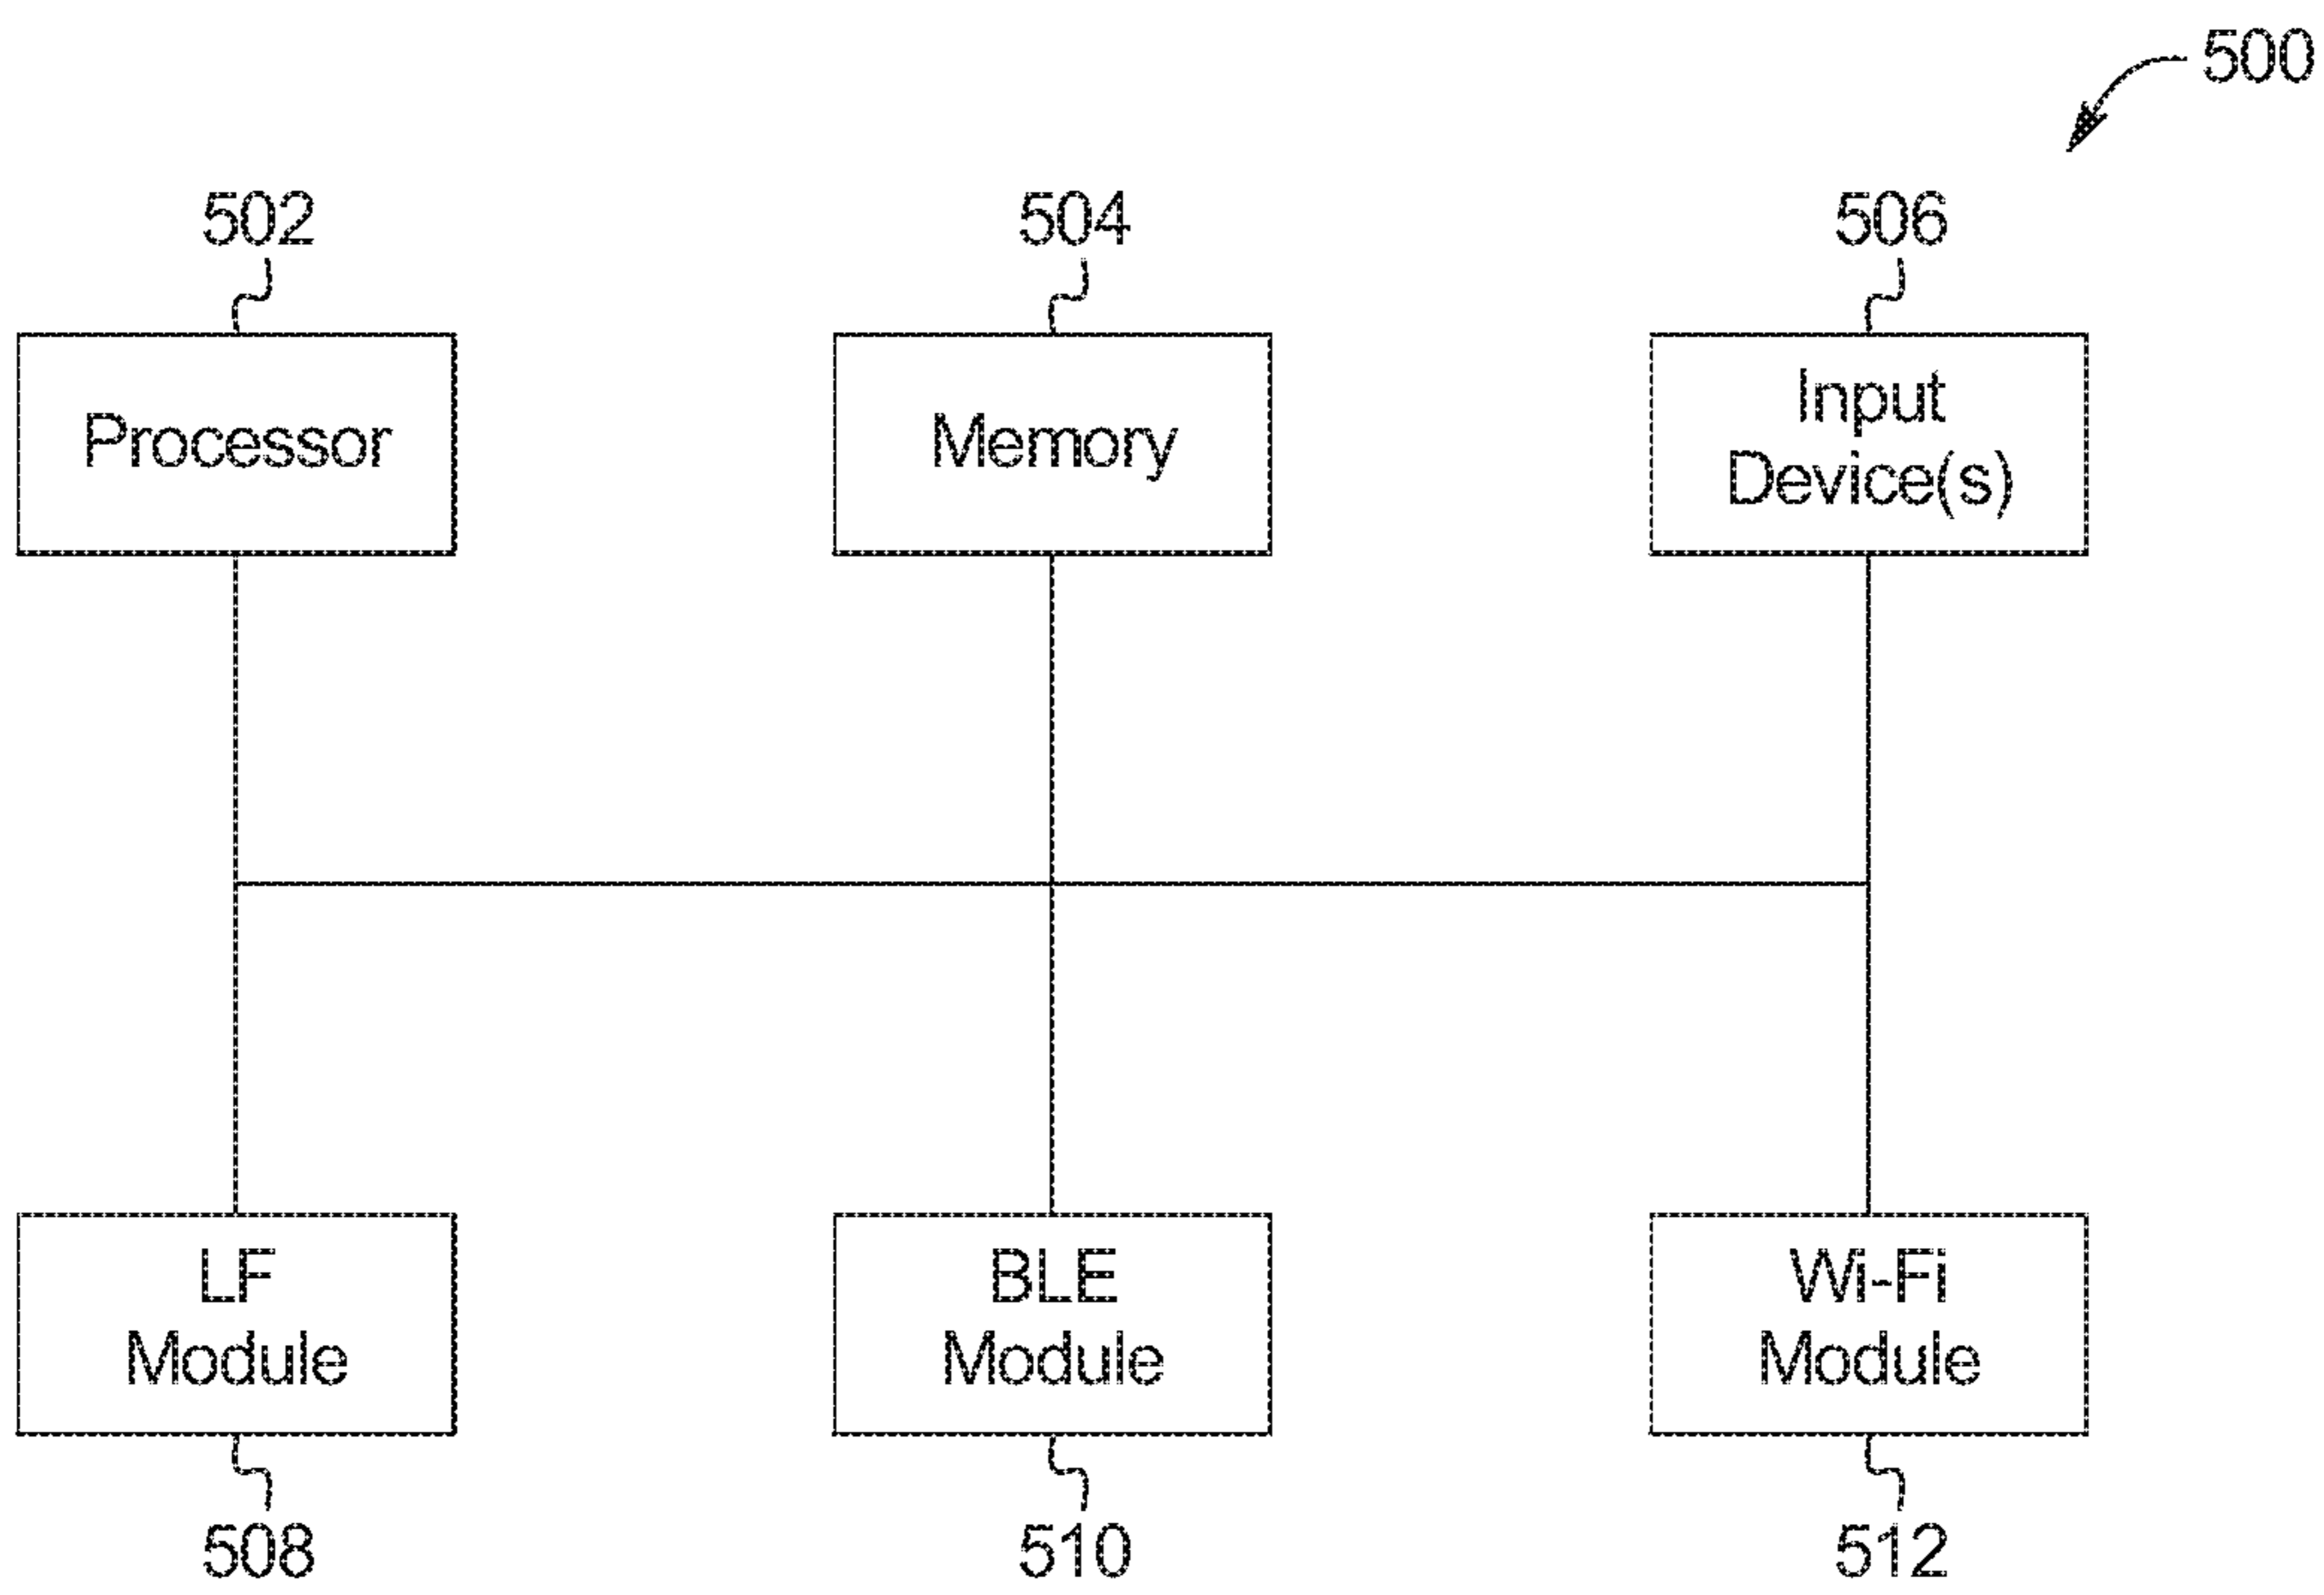 500
502
504
506
Processor
Memory
Input
Device(s)
LF
Module
BLE
Module
Wi-Fi
Module
508
510
512